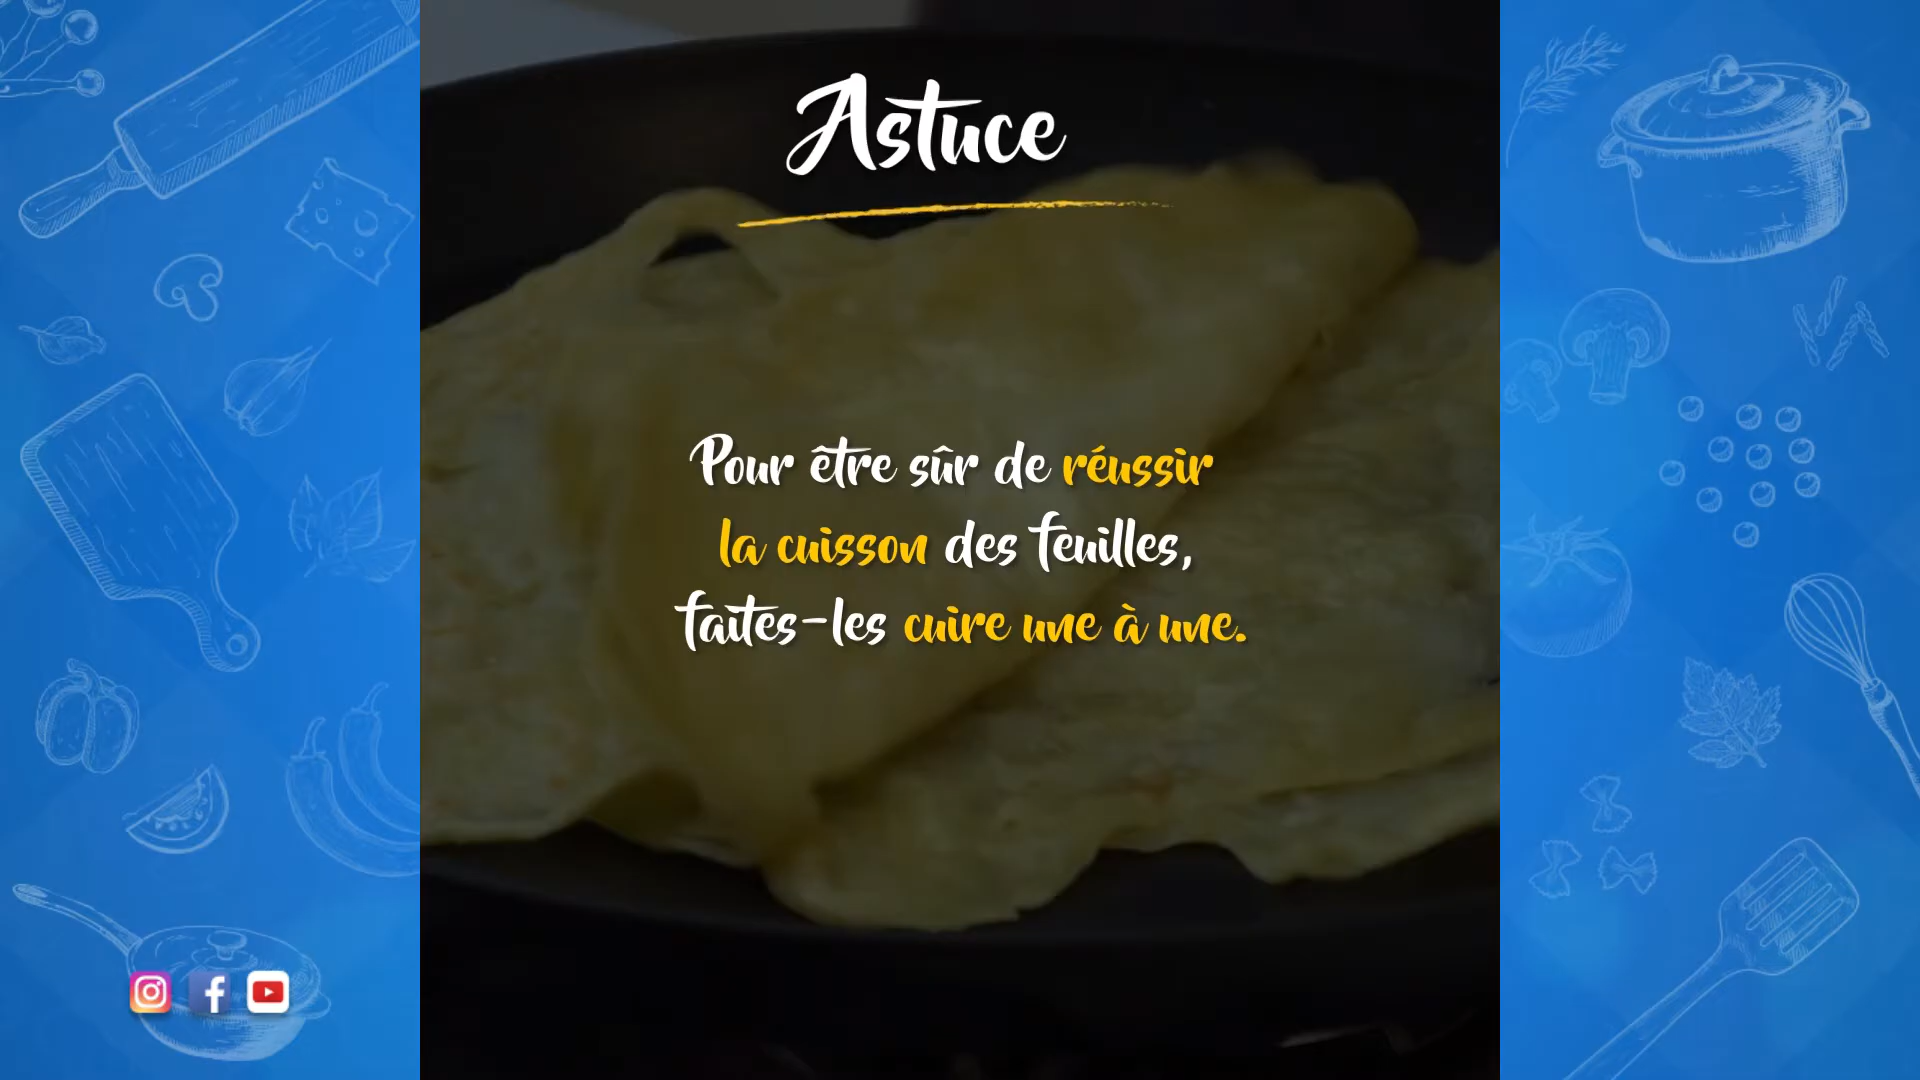 Astuce
Pour être sûr de réussir
la cuisson des feuilles,
faites-les cuire une à une.